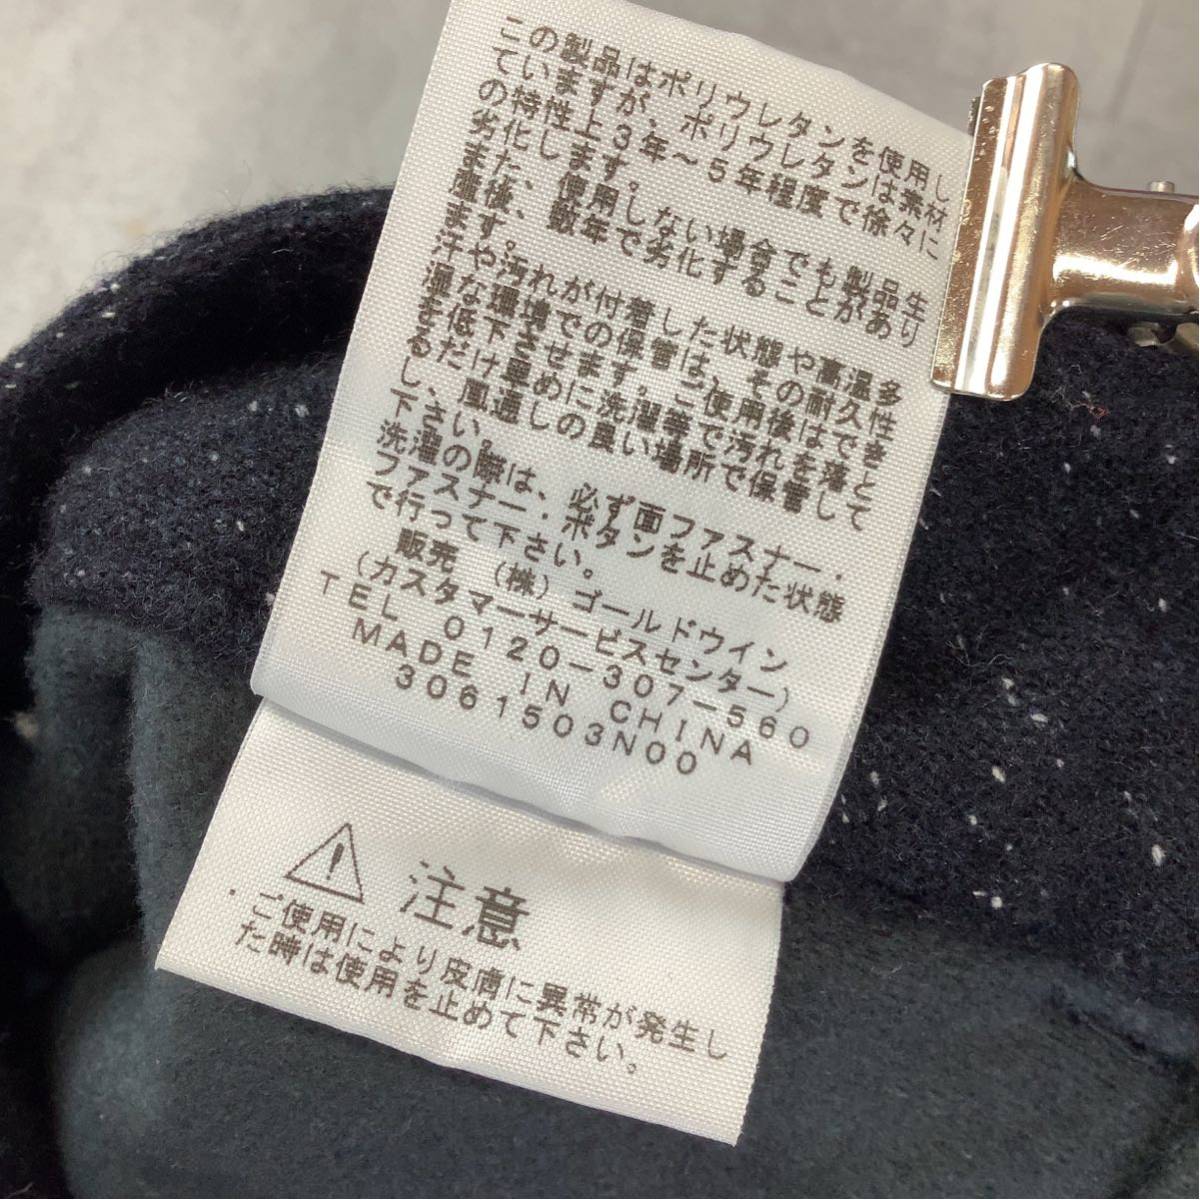 この製品はポリウレタンを使用し
ていますが、ポリウレタンは素材
の特性上3年～5年程度で徐々に
劣化します。
また、使用しない場合でも製品生
産後、数年で劣化することがあり
ます。
汗や汚れが付着した状態や高温多
湿な環境での保管は、その耐久性
を低下させます。ご使用後はでき
るだけ早めに洗濯等で汚れを落と
し、風通しの良い場所で保管して
下さい。
洗濯の際は、必ず面ファスナー・
ファスナー・ボタンを止めた状態
で行って下さい。
販売 (株)ゴールドウイン
(カスタマーサービスセンター)
TEL 0120-307-560
MADE IN CHINA
3061503N00
注意
・ご使用により皮膚に異常が発生し
た時は使用を止めて下さい。